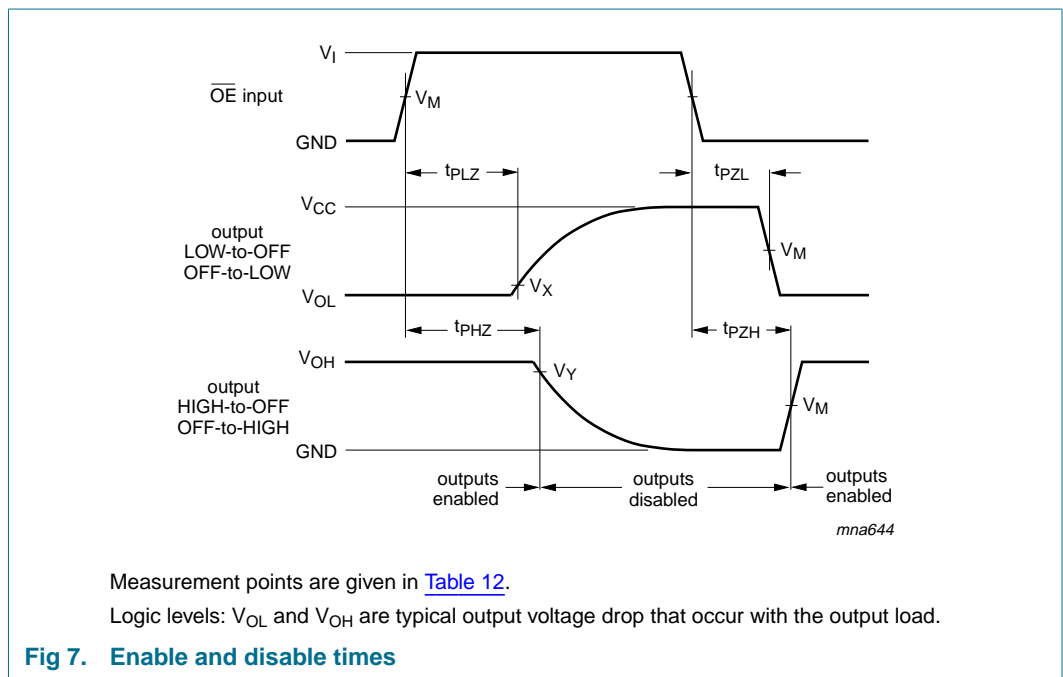 VI
OE input
VM
GND
tPLZ
tPZL
VCC
output
LOW-to-OFF
OFF-to-LOW
VM
VX
VOL
tPHZ
tPZH
VOH
VY
output
HIGH-to-OFF
OFF-to-HIGH
VM
GND
outputs
enabled
outputs
disabled
outputs
enabled
mna644
Measurement points are given in Table 12.
Logic levels: VOL and VOH are typical output voltage drop that occur with the output load.
Fig 7. Enable and disable times